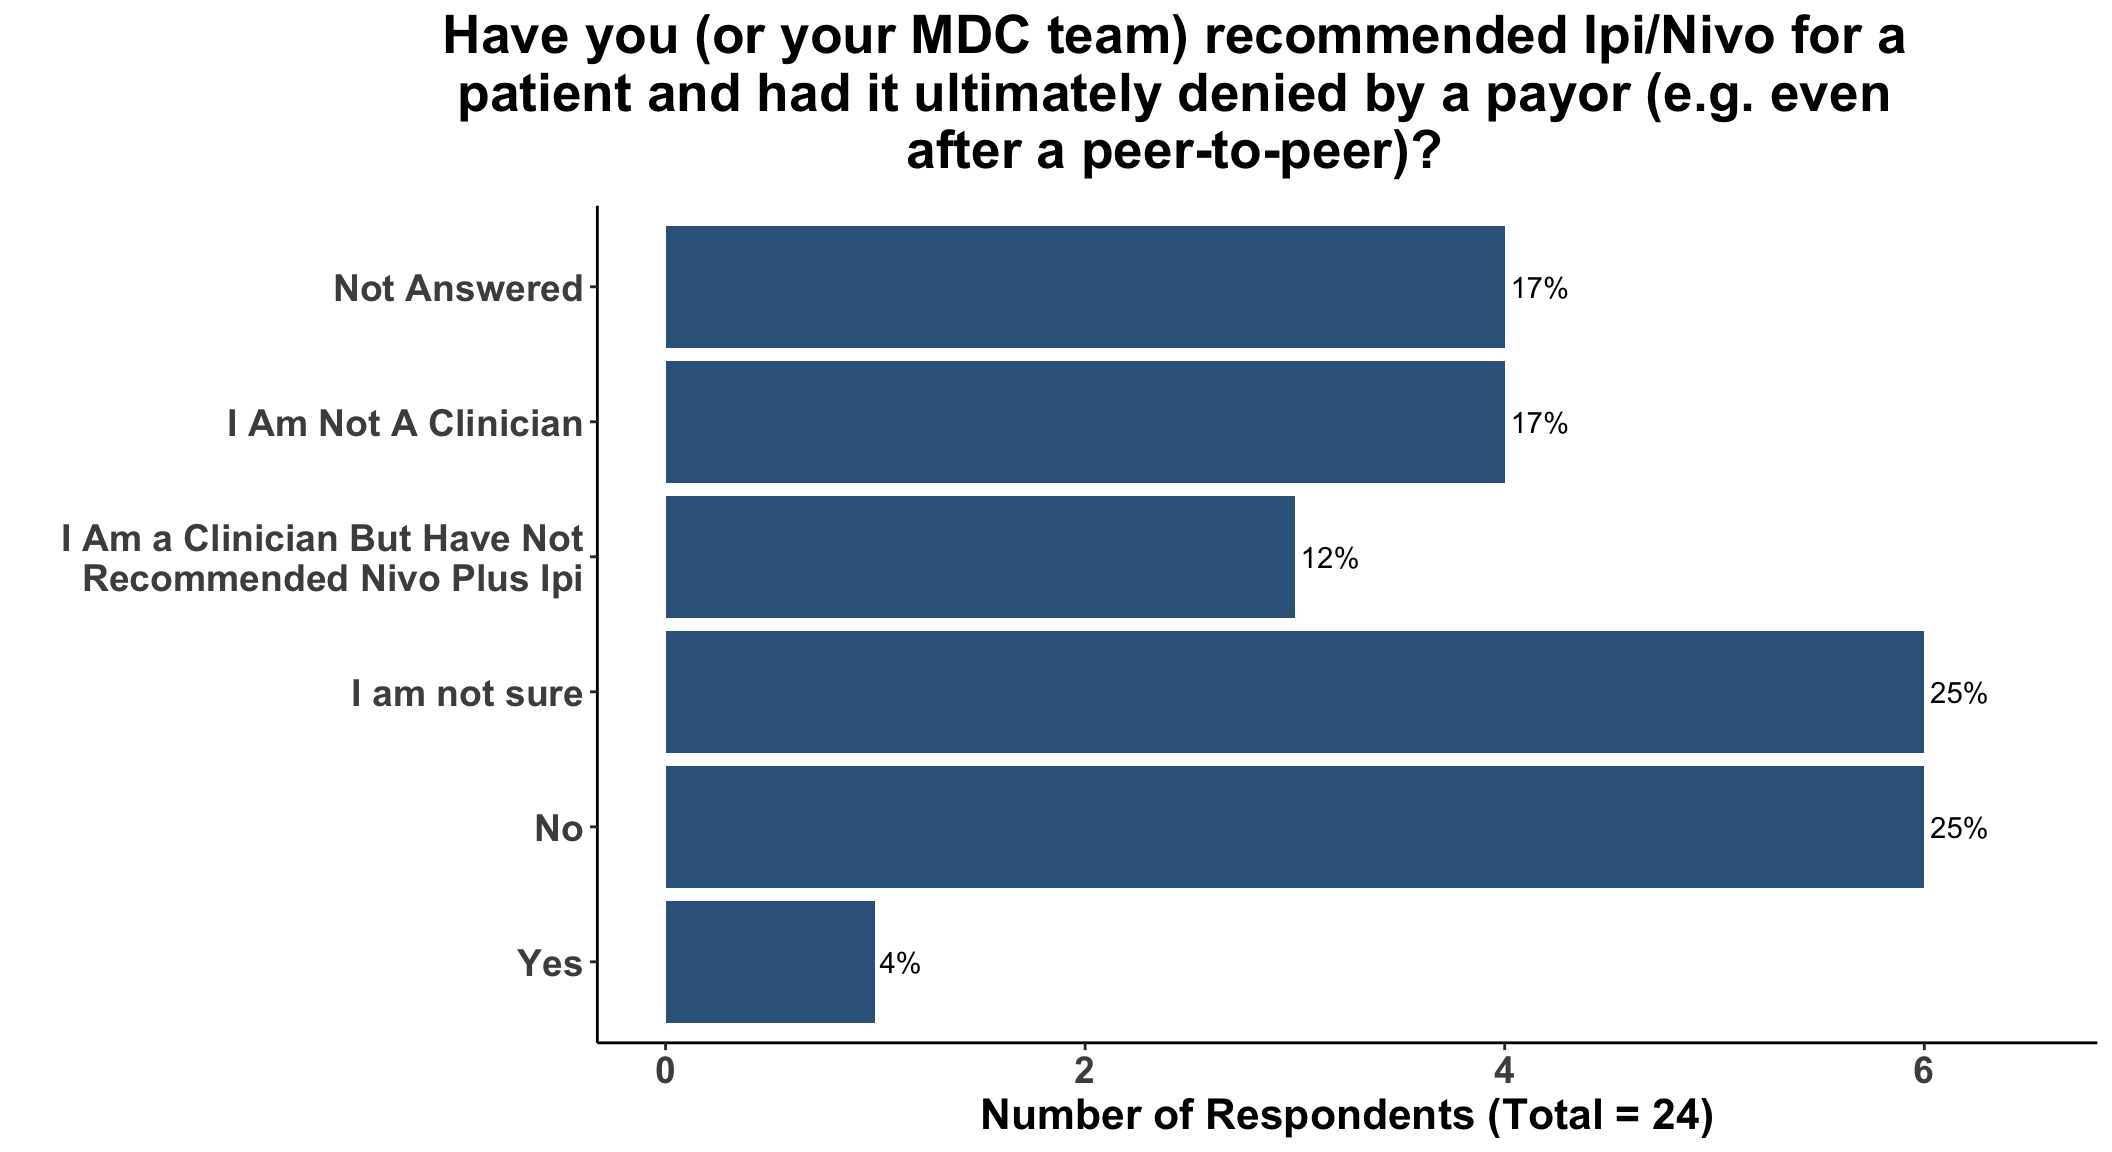 Have you (or your MDC team) recommended Ipi/Nivo for a
patient and had it ultimately denied by a payor (e.g. even
after a peer-to-peer)?
Not Answered
17%
I Am Not A Clinician
17%
I Am a Clinician But Have Not
Recommended Nivo Plus Ipi
12%
I am not sure
25%
No
25%
Yes
4%
0 2 4 6
Number of Respondents (Total = 24)